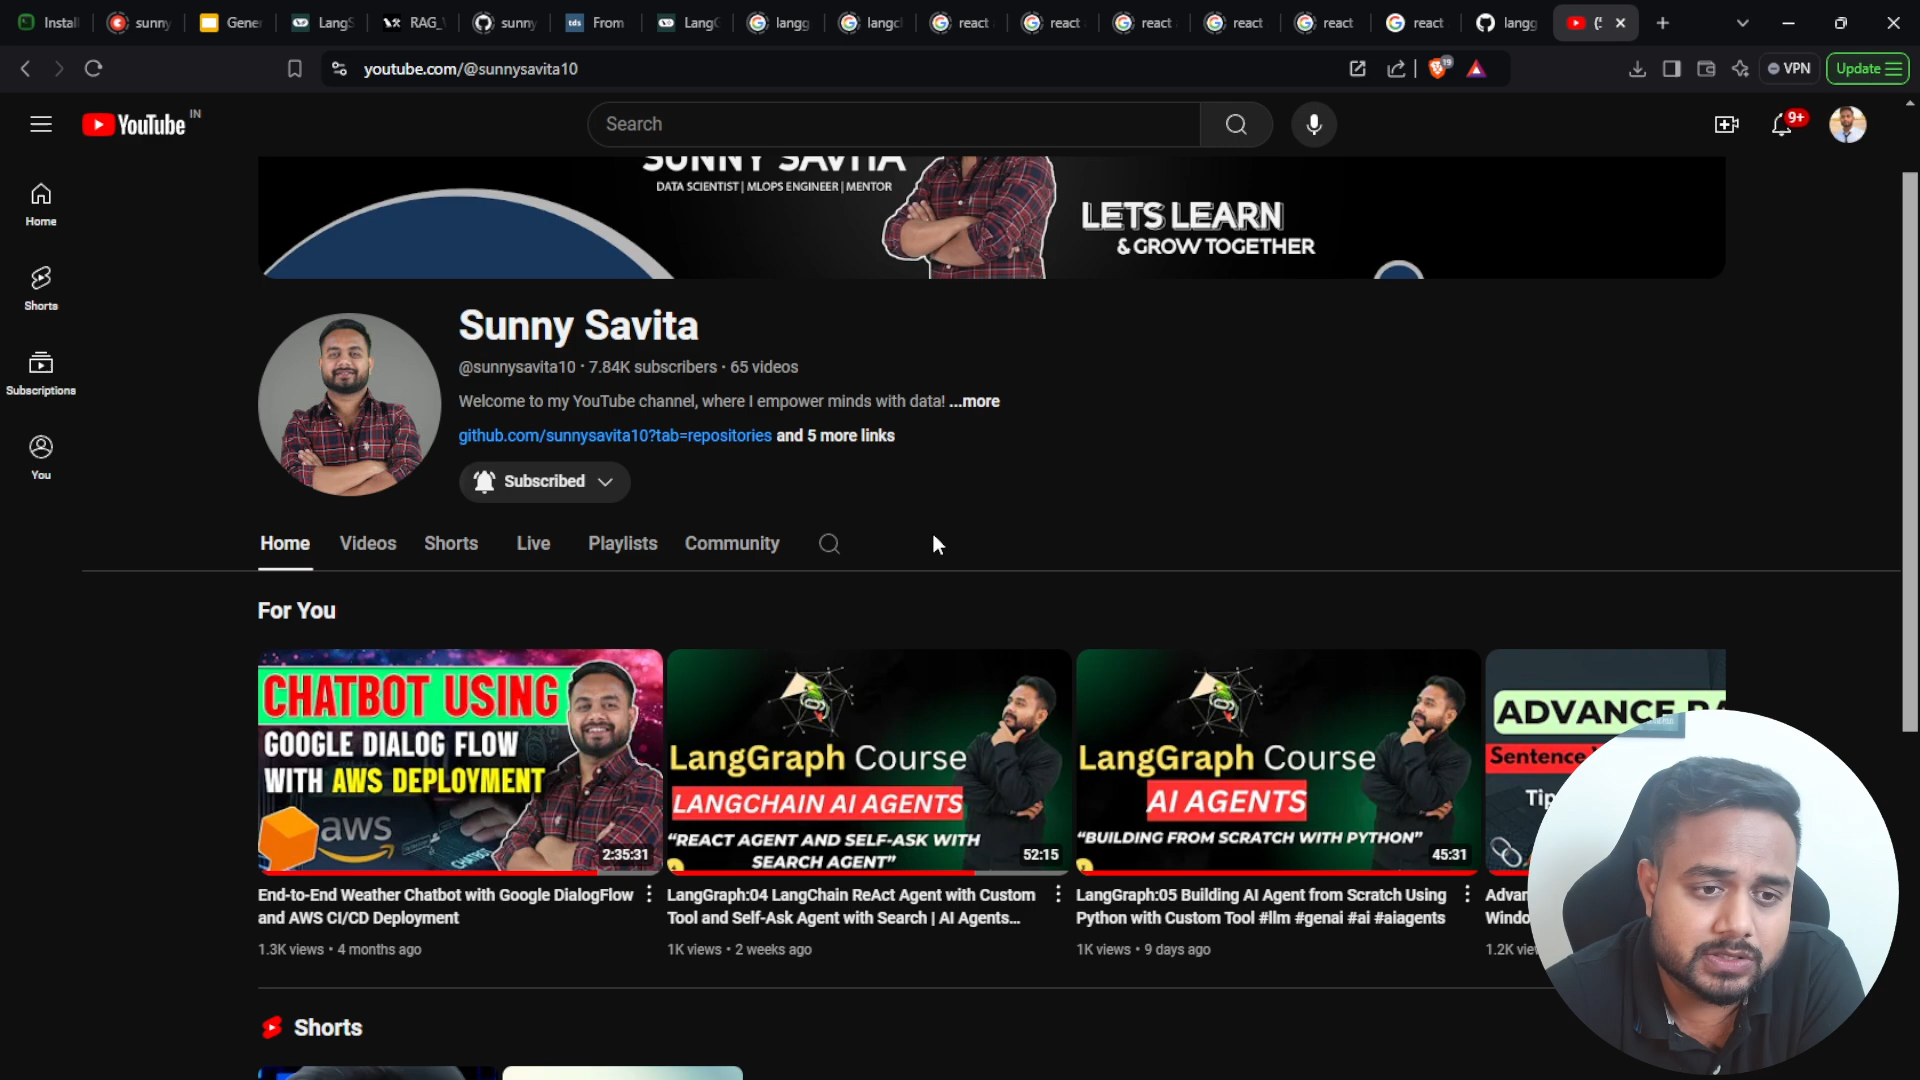 Instal
sunny
Gener
LangS
RAG_
sunny
From
LangC
langg
langch
react
react
react
react
react
react
langg
youtube.com/@sunnysavita10
19
VPN
Update
YouTube IN
Search
9+
Home
Shorts
Subscriptions
You
SUNNY SAVITA
DATA SCIENTIST | MLOPS ENGINEER | MENTOR
LETS LEARN
& GROW TOGETHER
Sunny Savita
@sunnysavita10 · 7.84K subscribers · 65 videos
Welcome to my YouTube channel, where I empower minds with data! ...more
github.com/sunnysavita10?tab=repositories and 5 more links
Subscribed
Home Videos Shorts Live Playlists Community
For You
CHATBOT USING
GOOGLE DIALOG FLOW
WITH AWS DEPLOYMENT
aws
CHATBOT
2:35:31
End-to-End Weather Chatbot with Google DialogFlow
and AWS CI/CD Deployment
1.3K views · 4 months ago
LangGraph Course
LANGCHAIN AI AGENTS
“REACT AGENT AND SELF-ASK WITH
SEARCH AGENT”
52:15
LangGraph:04 LangChain ReAct Agent with Custom
Tool and Self-Ask Agent with Search | AI Agents...
1K views · 2 weeks ago
LangGraph Course
AI AGENTS
“BUILDING FROM SCRATCH WITH PYTHON”
45:31
LangGraph:05 Building AI Agent from Scratch Using
Python with Custom Tool #llm #genai #ai #aiagents
1K views · 9 days ago
ADVANCE RA
Sentence
Tip
Advan
Windo
1.2K vie
Shorts